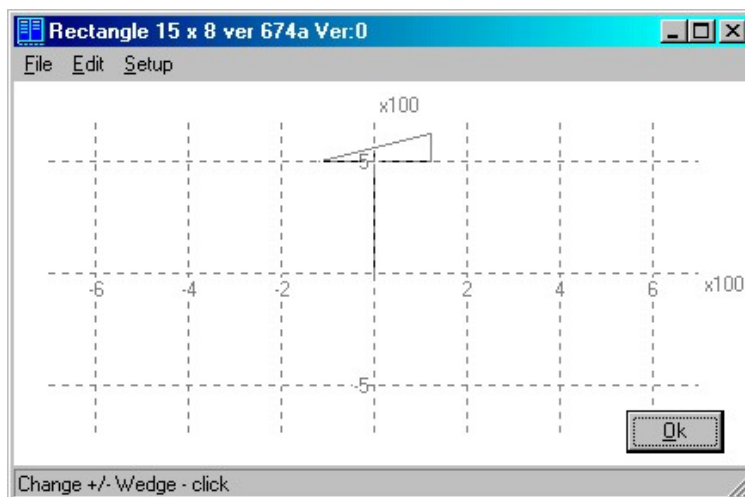 Rectangle 15 x 8 ver 674a Ver:0
File Edit Setup
x100
5
-6 -4 -2 2 4 6 x100
-5
Ok
Change +/- Wedge - click